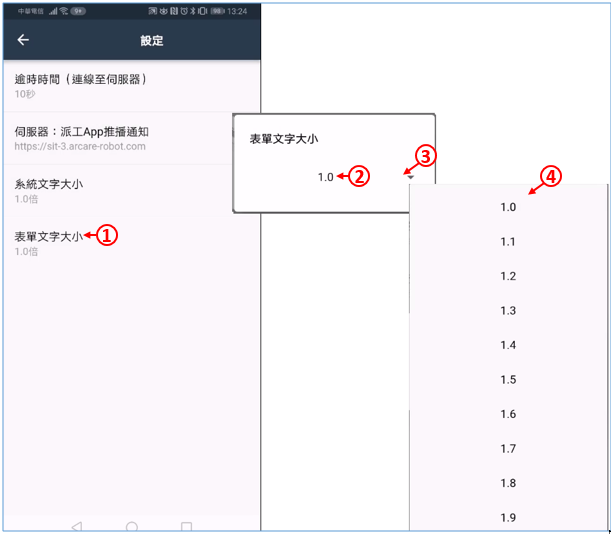 中華電信 9+ 98 13:24
設定
逾時時間（連線至伺服器）
10秒
伺服器：派工App推播通知
https://sit-3.arcare-robot.com
系統文字大小
1.0倍
表單文字大小 ①
1.0倍
表單文字大小
1.0 ② ③
④
1.0
1.1
1.2
1.3
1.4
1.5
1.6
1.7
1.8
1.9